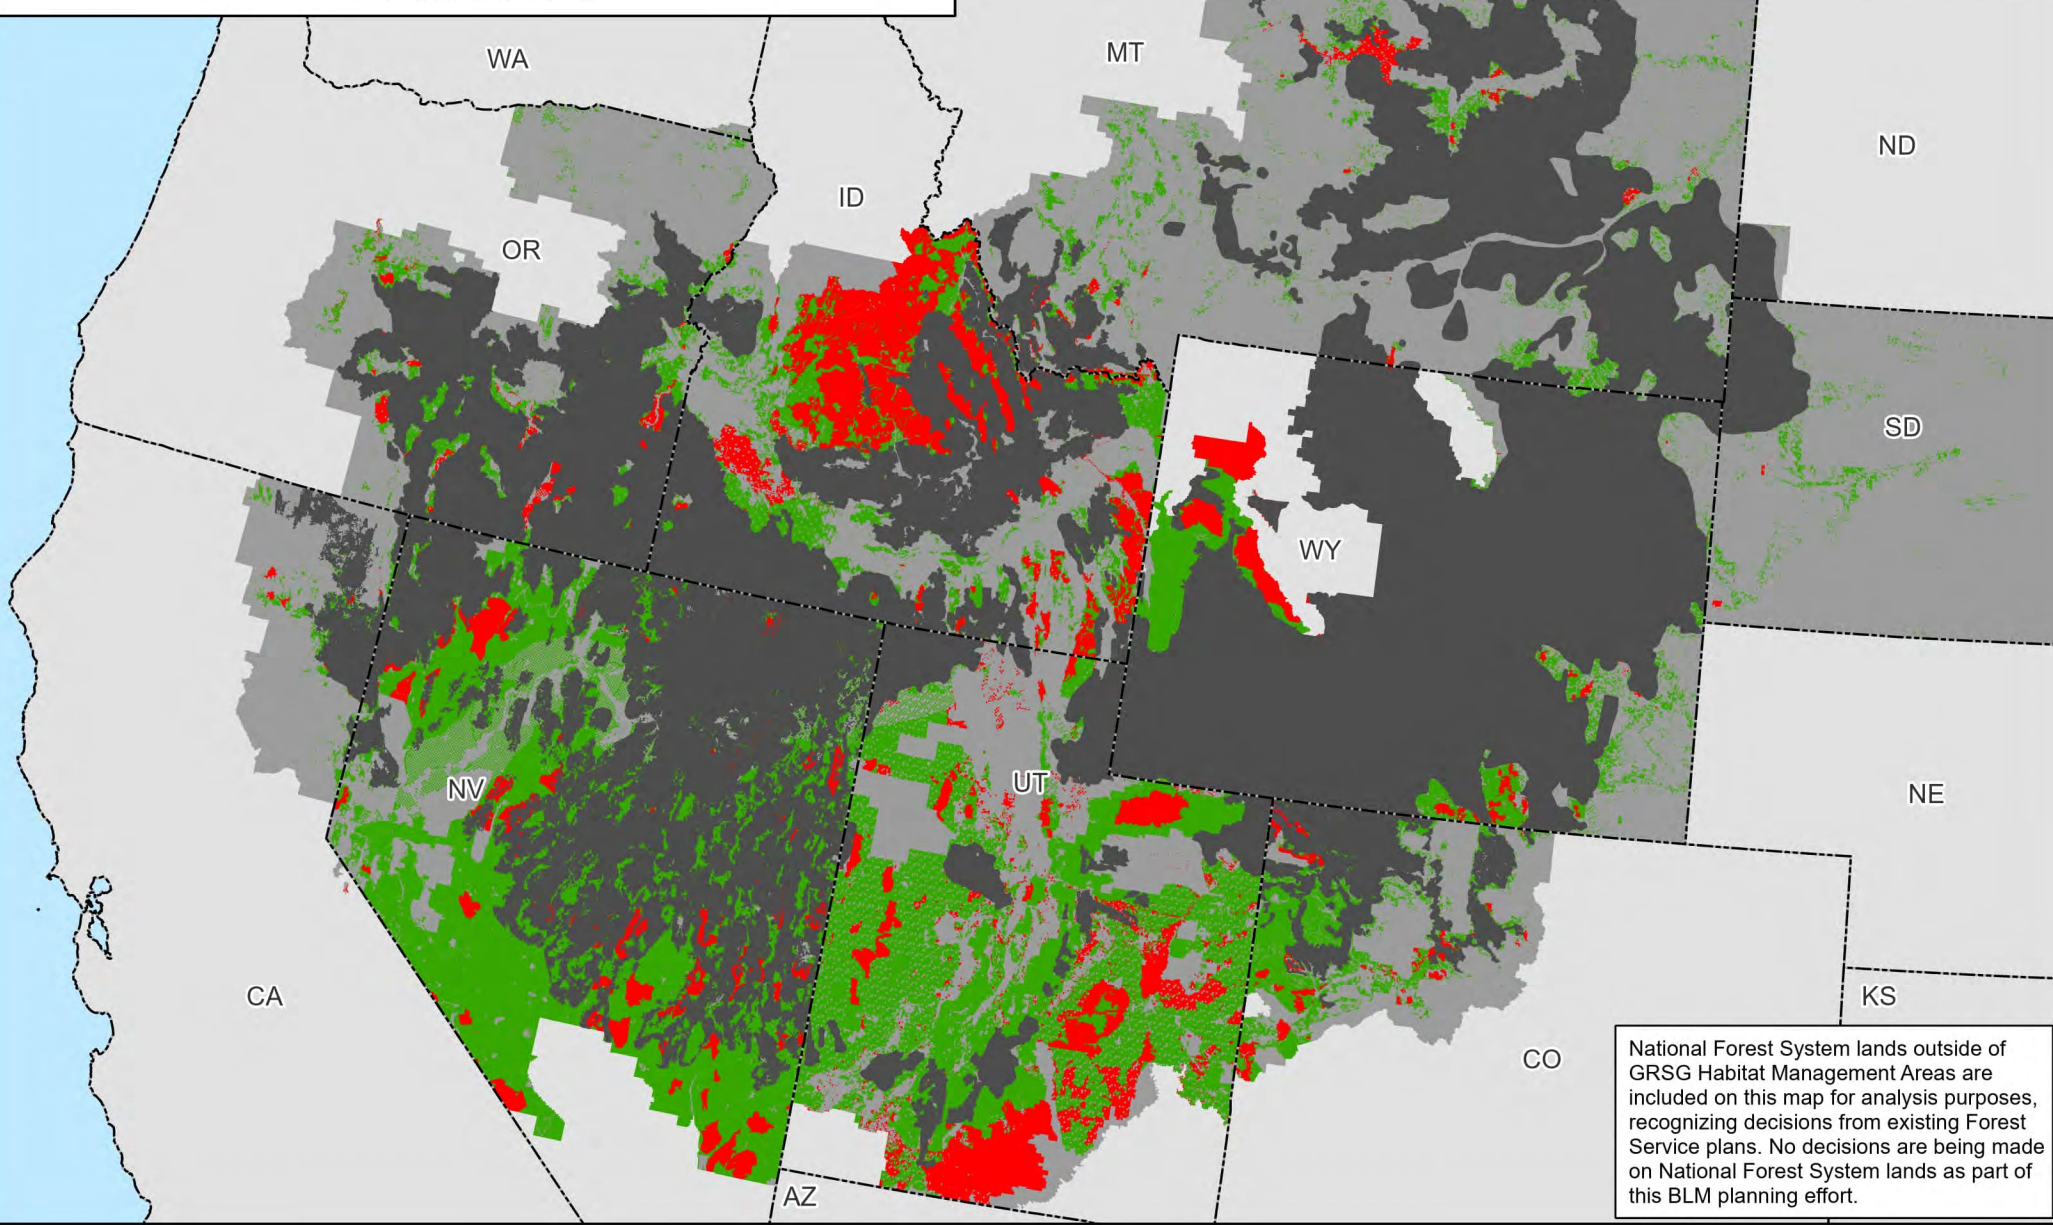 WA
MT
ND
ID
OR
SD
WY
UT
NV
NE
CA
KS
CO
AZ
National Forest System lands outside of
GRSG Habitat Management Areas are
included on this map for analysis purposes,
recognizing decisions from existing Forest
Service plans. No decisions are being made
on National Forest System lands as part of
this BLM planning effort.